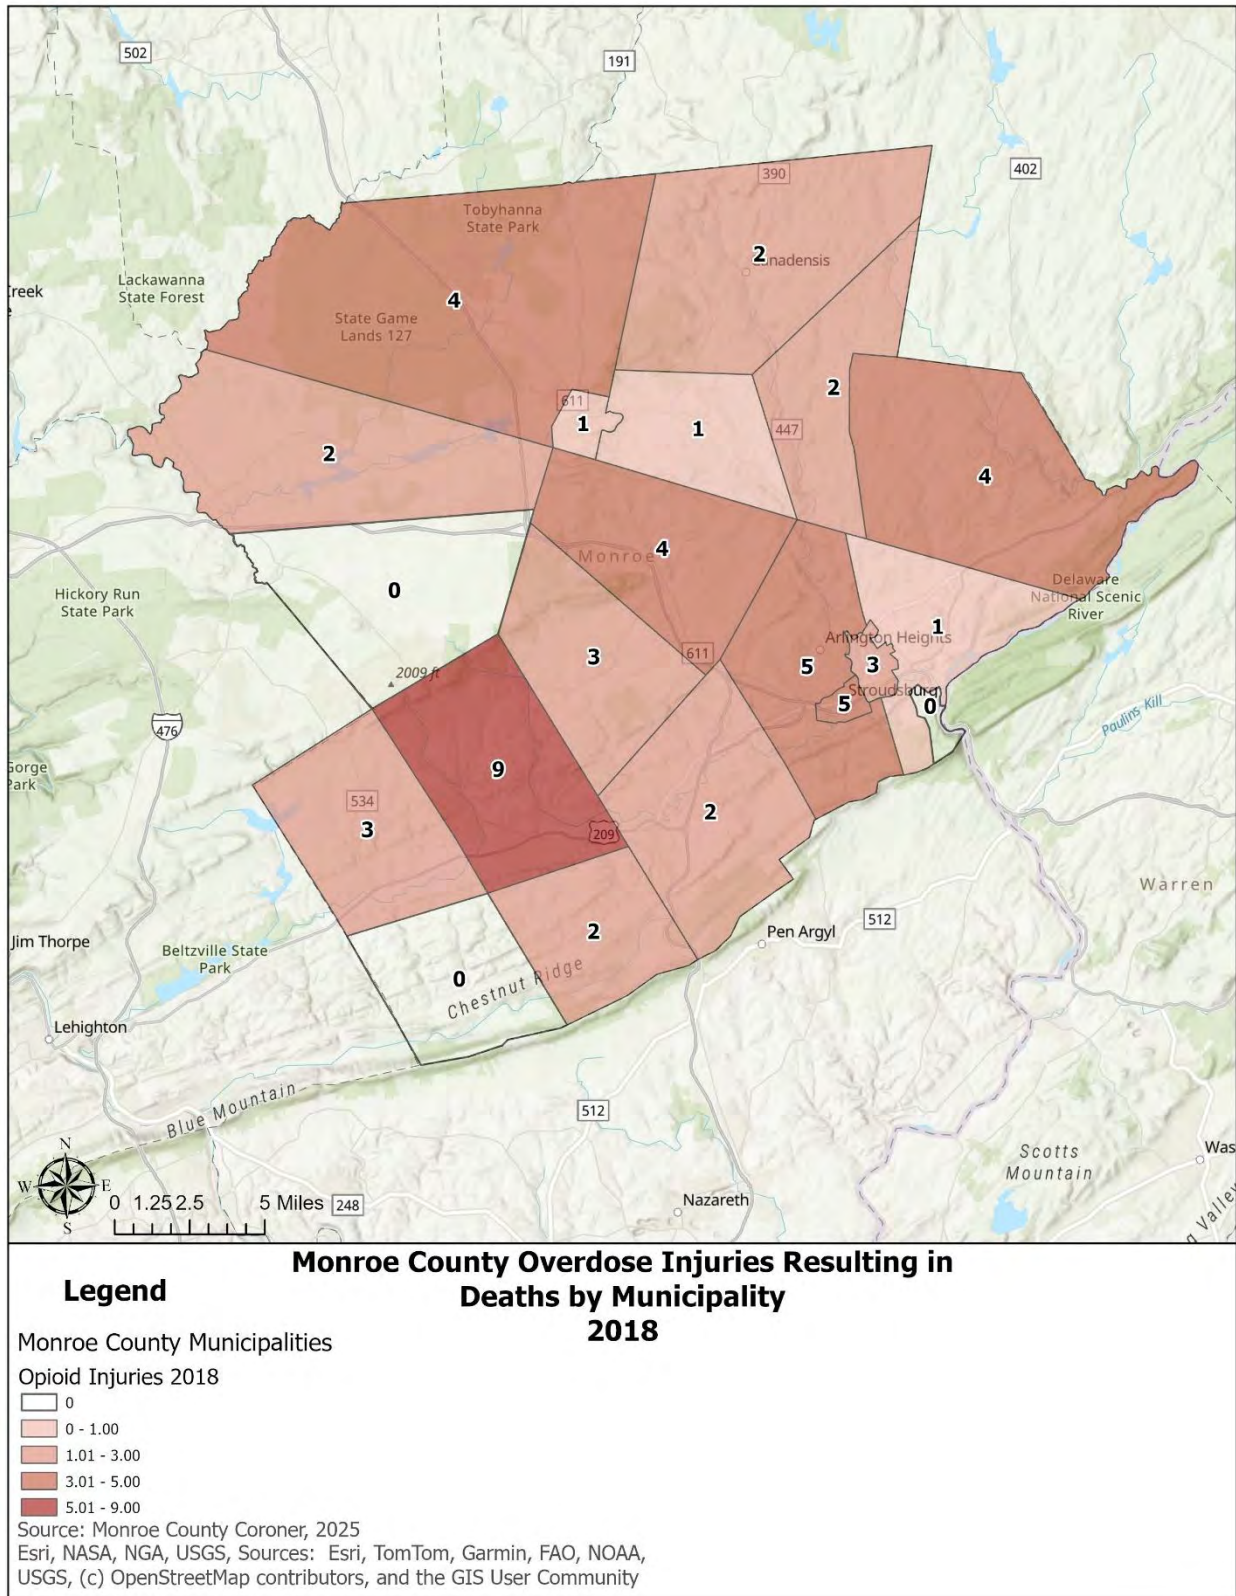 502
191
402
390
Tobyhanna
State Park
2
Lackawanna
State Forest
4
State Game
Lands 127
2
611
1
1
447
2
4
4
Monroe
0
Hickory Run
State Park
Delaware
National Scenic
River
1
Arlington Heights
3
611
5
3
2009 ft
Stroudsburg
5
0
476
Paulins Kill
Gorge
Park
9
534
3
2
209
Warren
512
2
Jim Thorpe
Beltzville State
Park
Pen Argyl
0
Chestnut Ridge
Lehighton
Blue Mountain
512
Scotts
Mountain
N
W
E
S
0 1.25 2.5 5 Miles
248
Nazareth
Monroe County Overdose Injuries Resulting in
Deaths by Municipality
2018
Legend
Monroe County Municipalities
Opioid Injuries 2018
0
0 - 1.00
1.01 - 3.00
3.01 - 5.00
5.01 - 9.00
Source: Monroe County Coroner, 2025
Esri, NASA, NGA, USGS, Sources: Esri, TomTom, Garmin, FAO, NOAA,
USGS, (c) OpenStreetMap contributors, and the GIS User Community